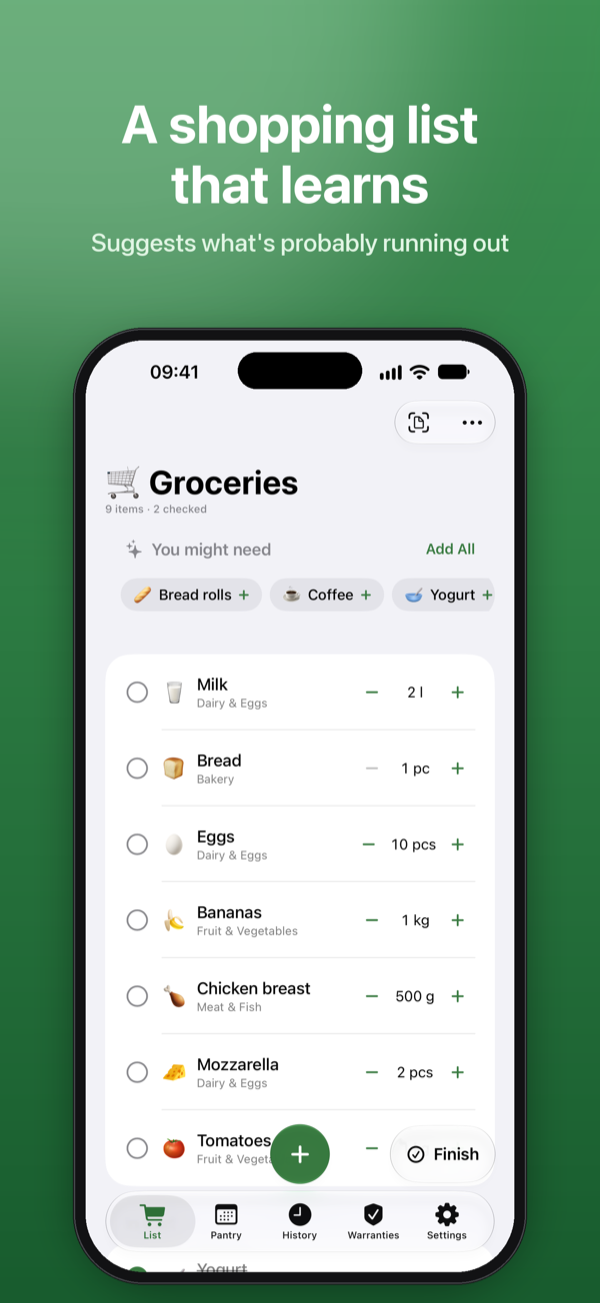 A shopping list
that learns
Suggests what's probably running out
09:41
Groceries
9 items · 2 checked
You might need
Add All
Bread rolls +
Coffee +
Yogurt +
Milk
Dairy & Eggs
− 2 l +
Bread
Bakery
− 1 pc +
Eggs
Dairy & Eggs
− 10 pcs +
Bananas
Fruit & Vegetables
− 1 kg +
Chicken breast
Meat & Fish
− 500 g +
Mozzarella
Dairy & Eggs
− 2 pcs +
Tomatoes
Fruit &
−
+
Finish
List
Pantry
History
Warranties
Settings
Yogurt